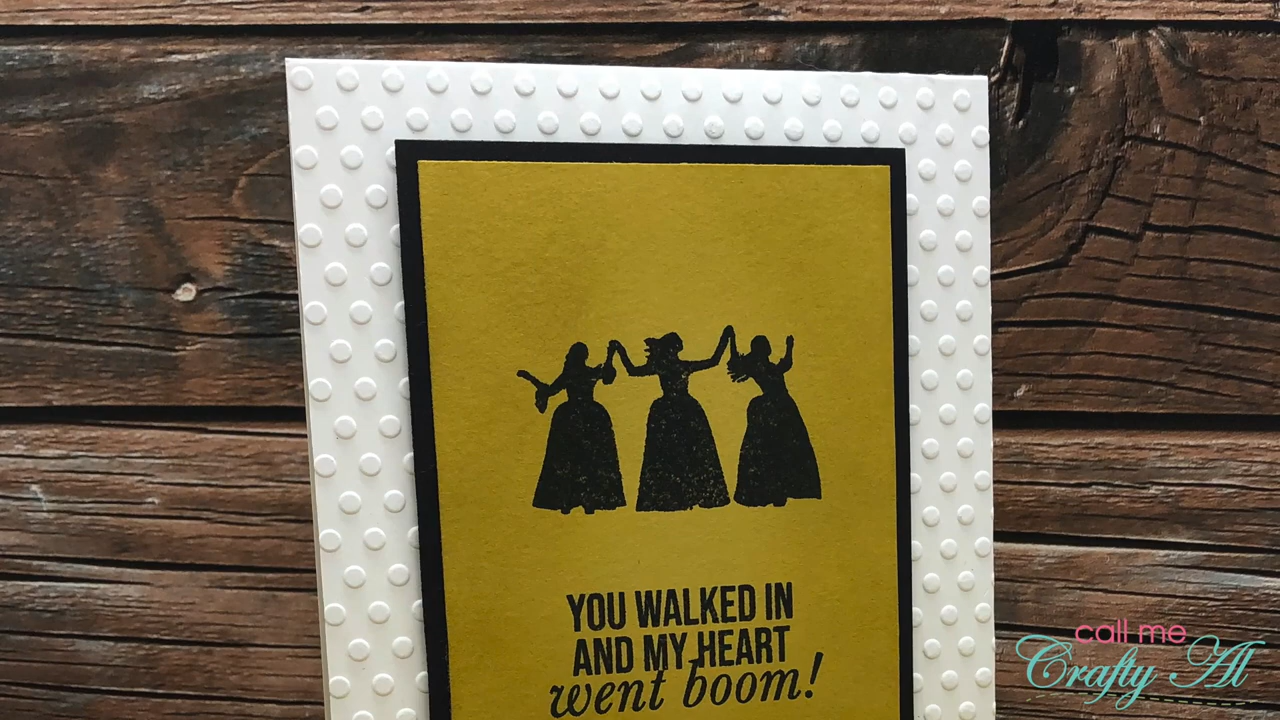 YOU WALKED IN
AND MY HEART
went boom!
call me
Crafty Al